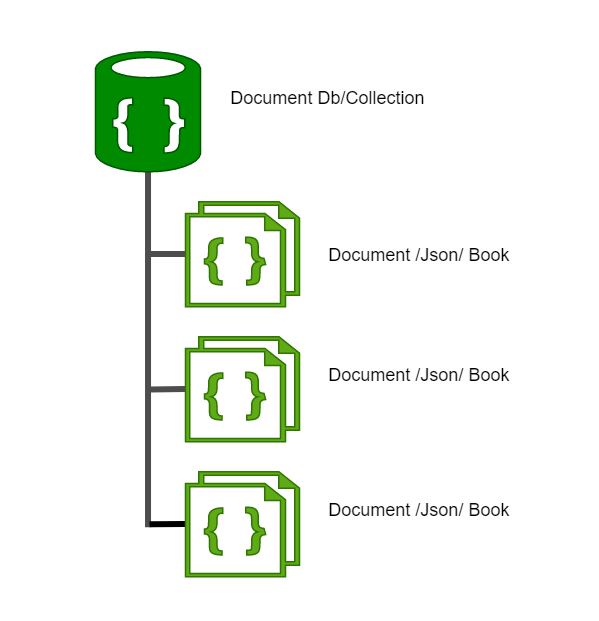 Document Db/Collection
{ }
{ }
Document /Json/ Book
{ }
Document /Json/ Book
{ }
Document /Json/ Book